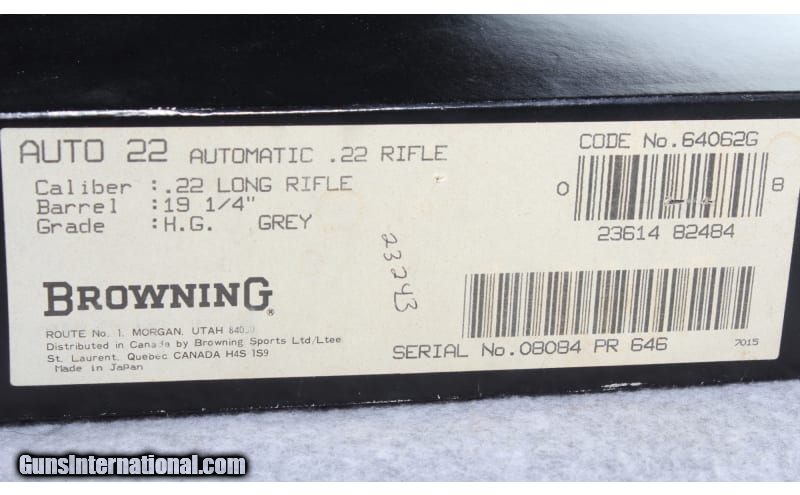 AUTO 22 AUTOMATIC .22 RIFLE
Caliber : .22 LONG RIFLE
Barrel : 19 1/4"
Grade : H.G. GREY
CODE No. 64062G
0 8
23614 82484
23243
BROWNING®
ROUTE No. 1, MORGAN, UTAH
Distributed in Canada by Browning Sports Ltd/Ltee
St. Laurent, Quebec CANADA H4S 1S9
Made in Japan
SERIAL No. 08084 PR 646
7015
GunsInternational.com